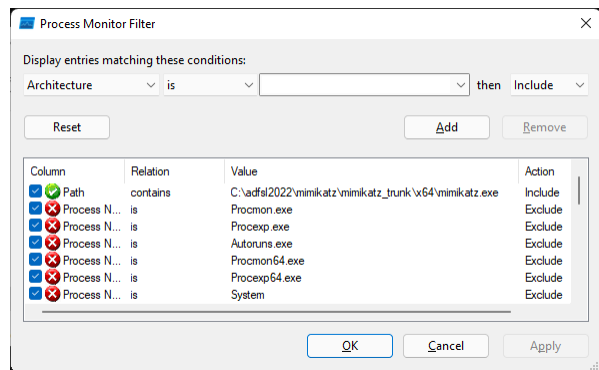 Process Monitor Filter
Display entries matching these conditions:
Architecture is then Include
Reset Add Remove
Column Relation Value Action
Path contains C:\adfsl2022\mimikatz\mimikatz_trunk\x64\mimikatz.exe Include
Process N... is Procmon.exe Exclude
Process N... is Procexp.exe Exclude
Process N... is Autoruns.exe Exclude
Process N... is Procmon64.exe Exclude
Process N... is Procexp64.exe Exclude
Process N... is System Exclude
OK Cancel Apply